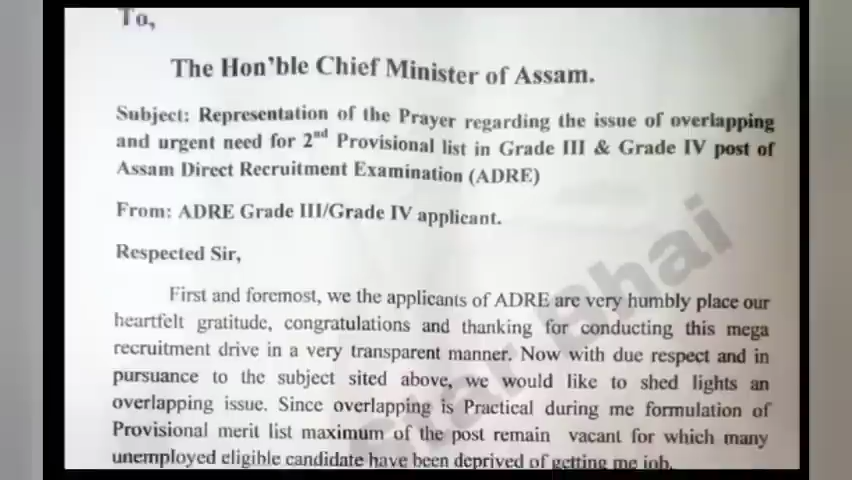 To,
The Hon'ble Chief Minister of Assam.
Subject: Representation of the Prayer regarding the issue of overlapping
and urgent need for 2nd Provisional list in Grade III & Grade IV post of
Assam Direct Recruitment Examination (ADRE)
From: ADRE Grade III/Grade IV applicant.
Respected Sir,
First and foremost, we the applicants of ADRE are very humbly place our
heartfelt gratitude, congratulations and thanking for conducting this mega
recruitment drive in a very transparent manner. Now with due respect and in
pursuance to the subject sited above, we would like to shed lights an
overlapping issue. Since overlapping is Practical during me formulation of
Provisional merit list maximum of the post remain vacant for which many
unemployed eligible candidate have been deprived of getting me job.
Star Bhai